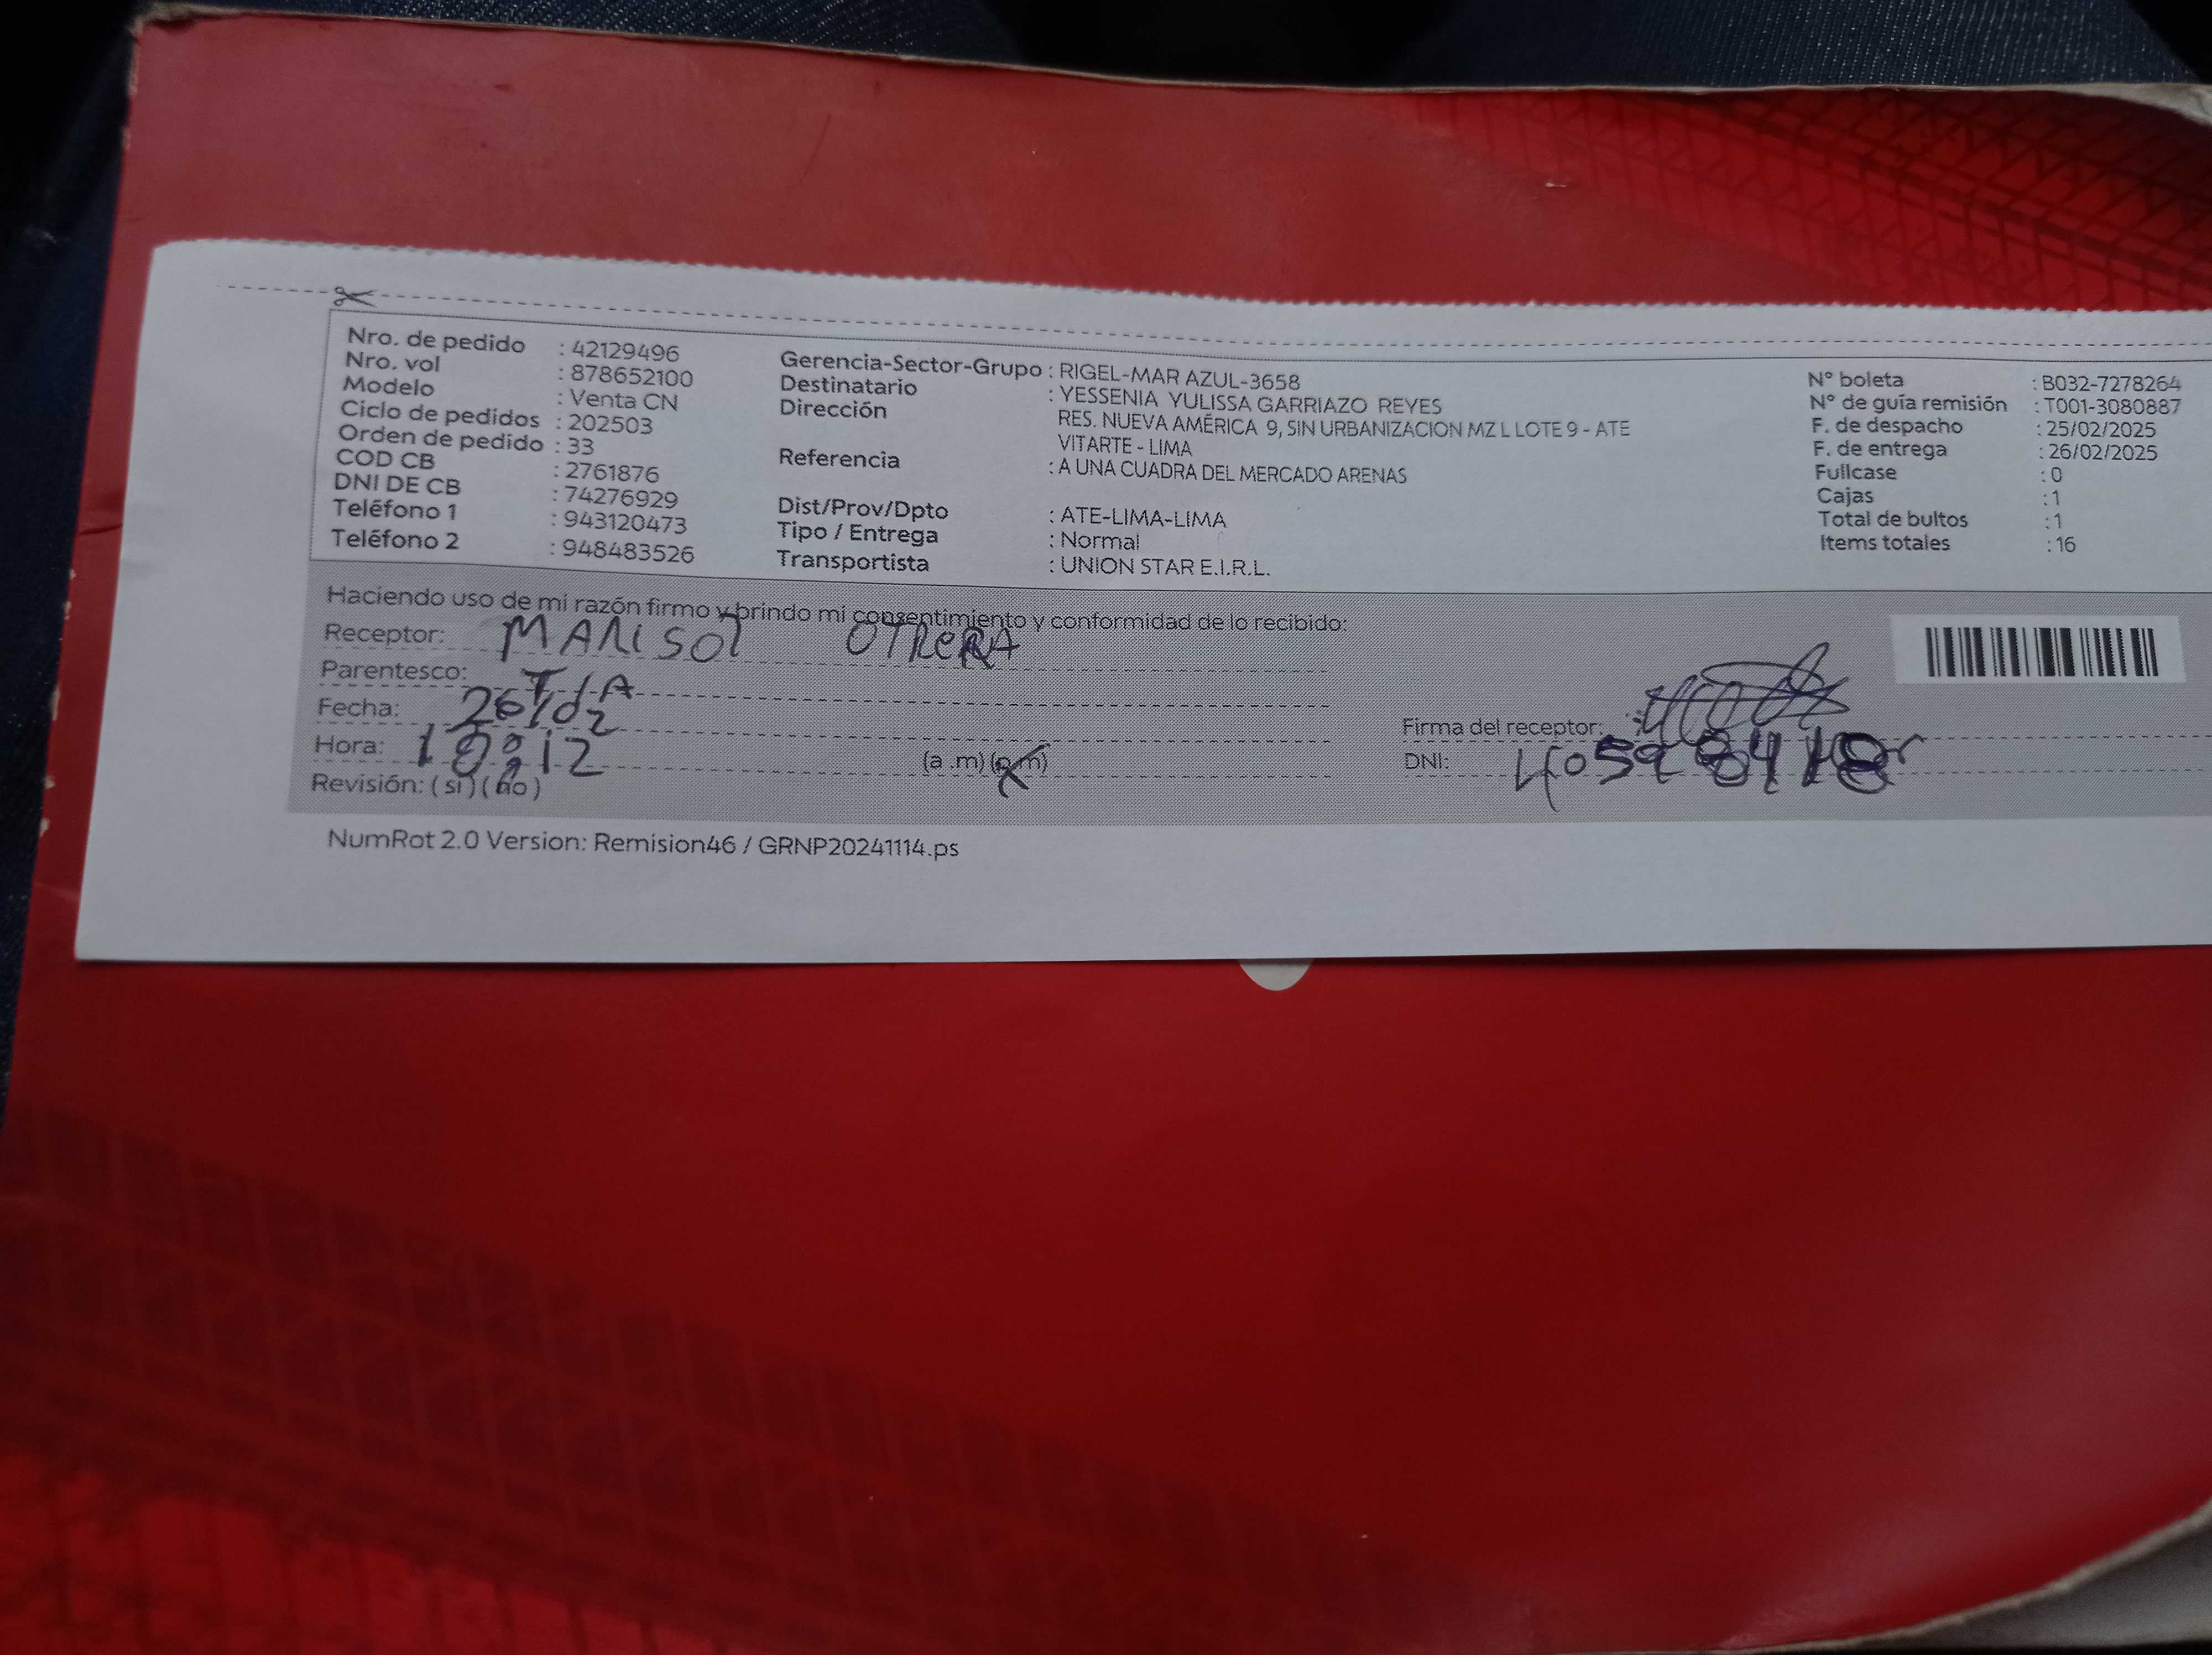 Nro. de pedido : 42129496
Nro. vol : 878652100
Modelo : Venta CN
Ciclo de pedidos : 202503
Orden de pedido : 33
COD CB : 2761876
DNI DE CB : 74276929
Teléfono 1 : 943120473
Teléfono 2 : 948483526
Gerencia-Sector-Grupo : RIGEL-MAR AZUL-3658
Destinatario : YESSENIA YULISSA GARRIAZO REYES
Dirección RES. NUEVA AMÉRICA 9, SIN URBANIZACION MZ L LOTE 9 - ATE
VITARTE - LIMA
Referencia : A UNA CUADRA DEL MERCADO ARENAS
Dist/Prov/Dpto : ATE-LIMA-LIMA
Tipo / Entrega : Normal
Transportista : UNION STAR E.I.R.L.
N° boleta : B032-7278264
N° de guía remisión : T001-3080887
F. de despacho : 25/02/2025
F. de entrega : 26/02/2025
Fullcase : 0
Cajas : 1
Total de bultos : 1
Items totales : 16
Haciendo uso de mi razón firmo y brindo mi consentimiento y conformidad de lo recibido:
Receptor: MARISOL OTRERA
Parentesco: TIA
Fecha:
Hora: (a .m) (p.m)
Revisión: (si) (no)
Firma del receptor:
DNI:
NumRot 2.0 Version: Remision46 / GRNP20241114.ps